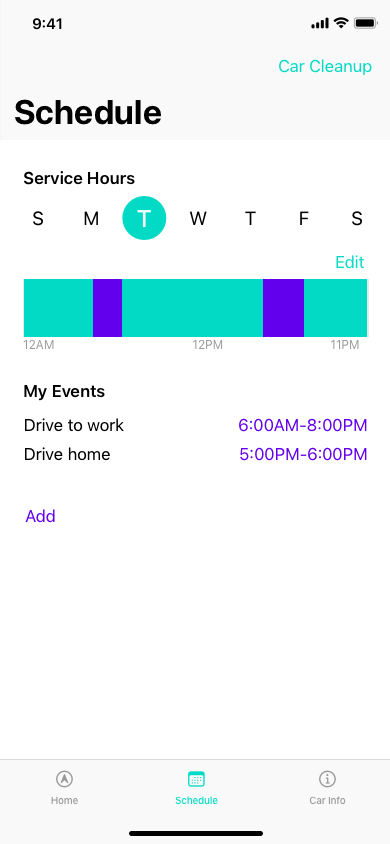 9:41
Car Cleanup
Schedule
Service Hours
S M T W T F S
Edit
12AM 12PM 11PM
My Events
Drive to work 6:00AM-8:00PM
Drive home 5:00PM-6:00PM
Add
Home Schedule Car Info